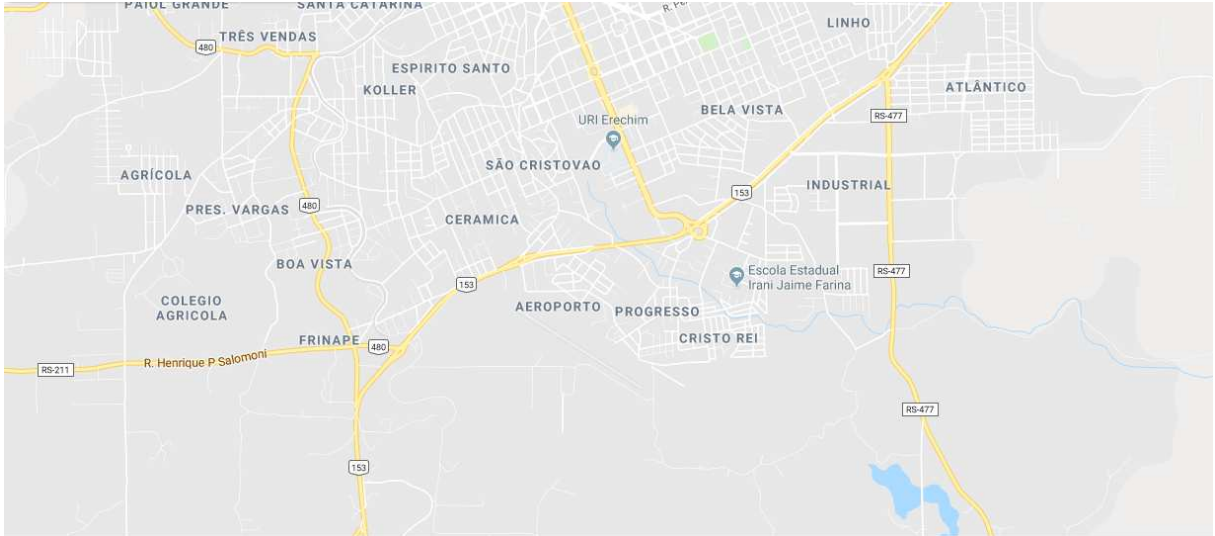 PAIOL GRANDE
SANTA CATARINA
LINHO
TRÊS VENDAS
480
ESPIRITO SANTO
KOLLER
ATLÂNTICO
BELA VISTA
RS-477
URI Erechim
SÃO CRISTOVAO
AGRÍCOLA
153
INDUSTRIAL
PRES. VARGAS
480
CERAMICA
BOA VISTA
Escola Estadual
Irani Jaime Farina
RS-477
153
COLEGIO
AGRICOLA
AEROPORTO
PROGRESSO
CRISTO REI
FRINAPE
480
R. Henrique P Salomoni
RS-211
RS-477
153